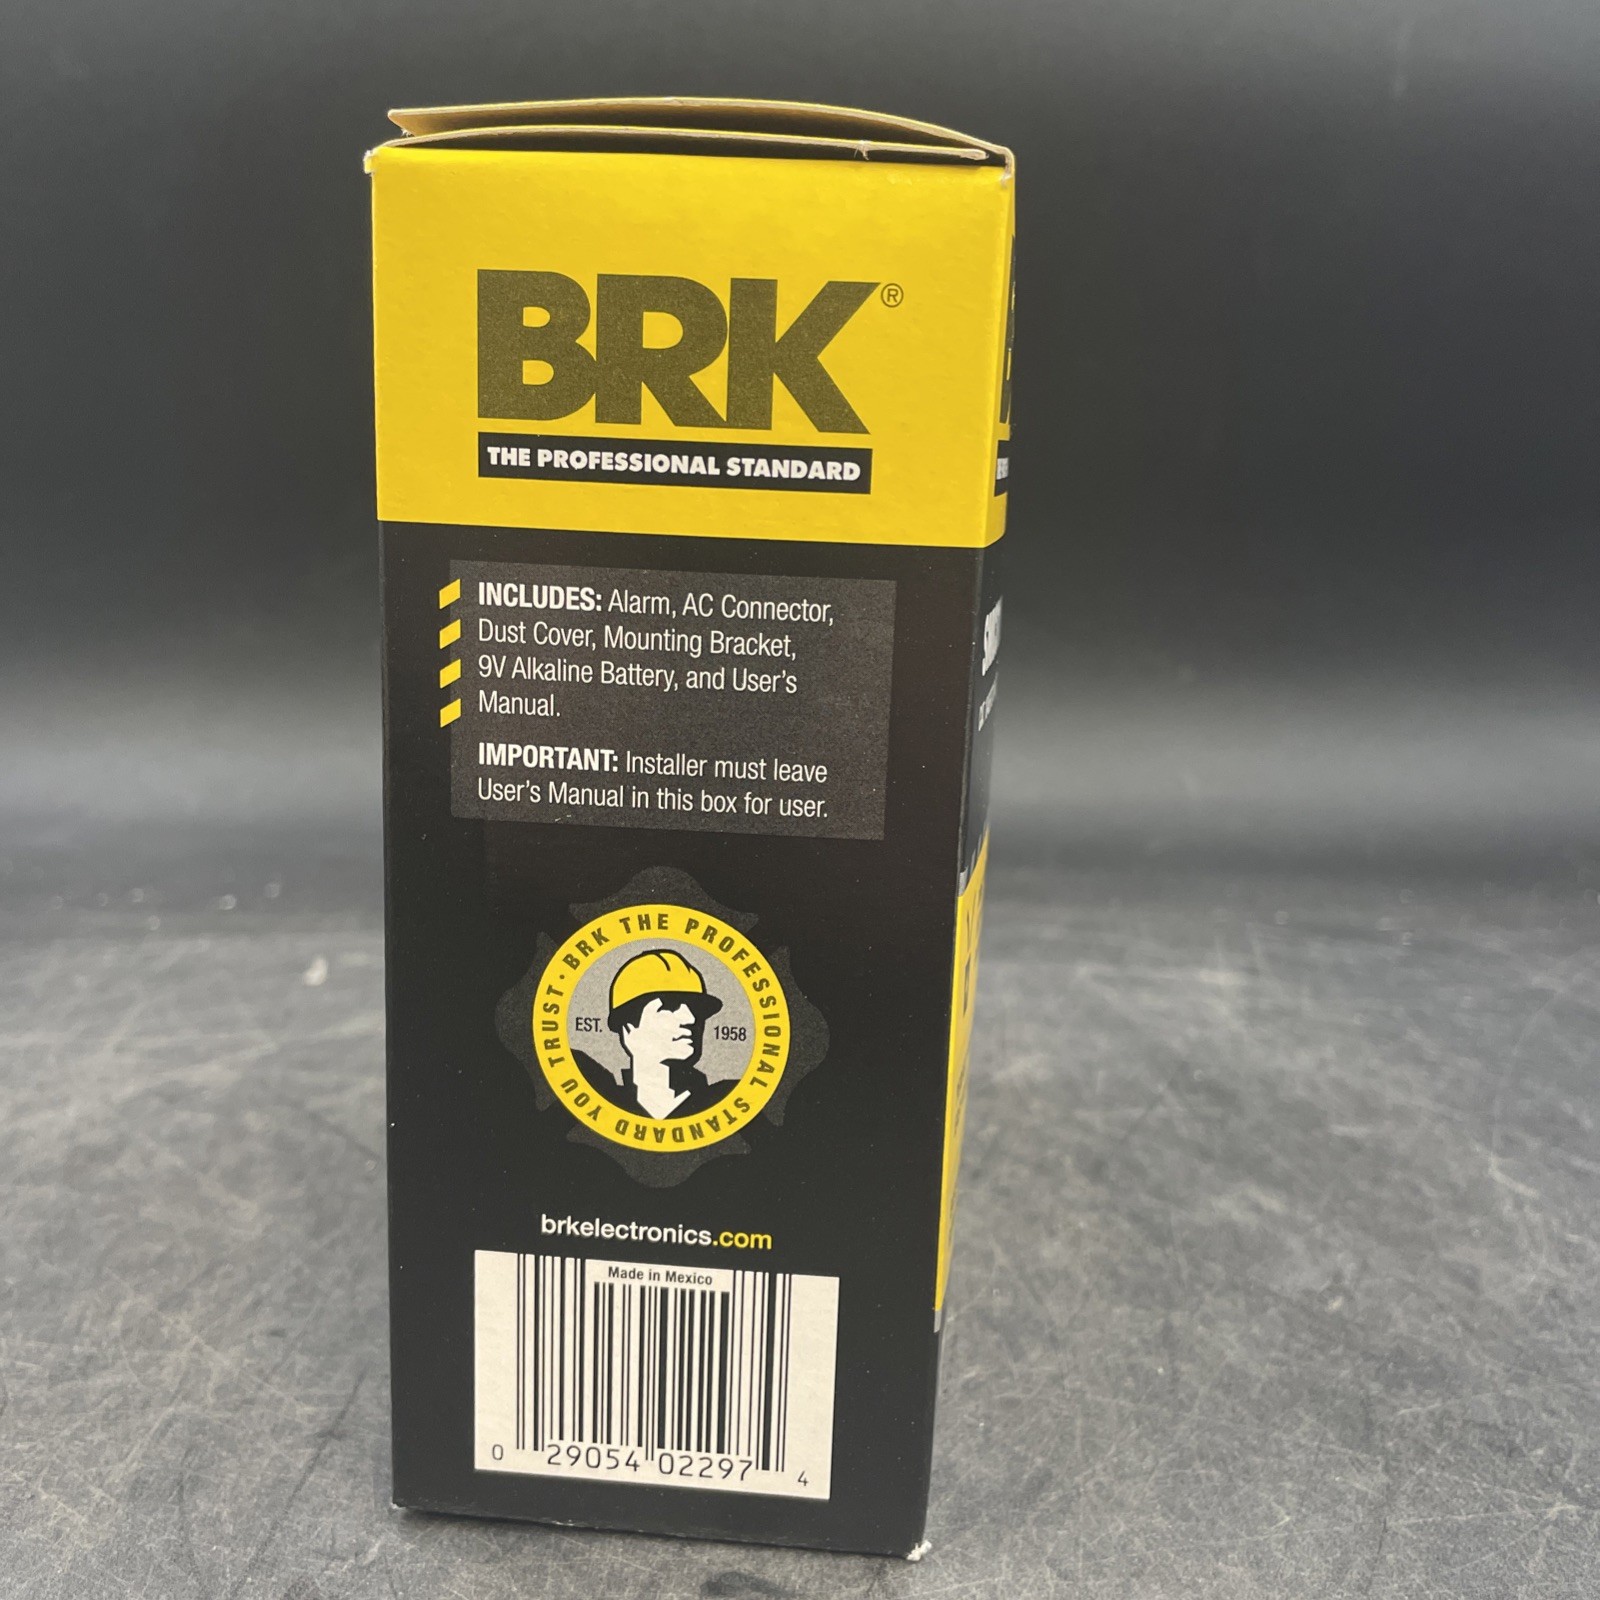 BRK®
THE PROFESSIONAL STANDARD
INCLUDES: Alarm, AC Connector,
Dust Cover, Mounting Bracket,
9V Alkaline Battery, and User's
Manual.
IMPORTANT: Installer must leave
User's Manual in this box for user.
BRK THE PROFESSIONAL STANDARD YOU TRUST •
EST. 1958
brkelectronics.com
Made in Mexico
0 29054 02297 4